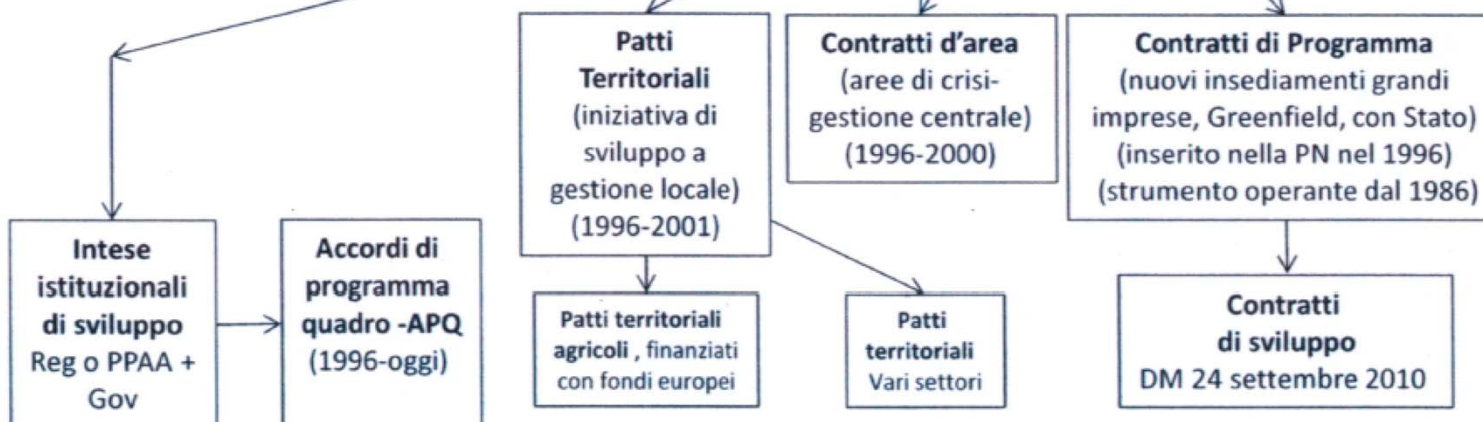 Patti
Territoriali
(iniziativa di
sviluppo a
gestione locale)
(1996-2001)
Contratti d'area
(aree di crisi-
gestione centrale)
(1996-2000)
Contratti di Programma
(nuovi insediamenti grandi
imprese, Greenfield, con Stato)
(inserito nella PN nel 1996)
(strumento operante dal 1986)
Intese
istituzionali
di sviluppo
Reg o PPAA +
Gov
Accordi di
programma
quadro -APQ
(1996-oggi)
Patti territoriali
agricoli , finanziati
con fondi europei
Patti
territoriali
Vari settori
Contratti
di sviluppo
DM 24 settembre 2010